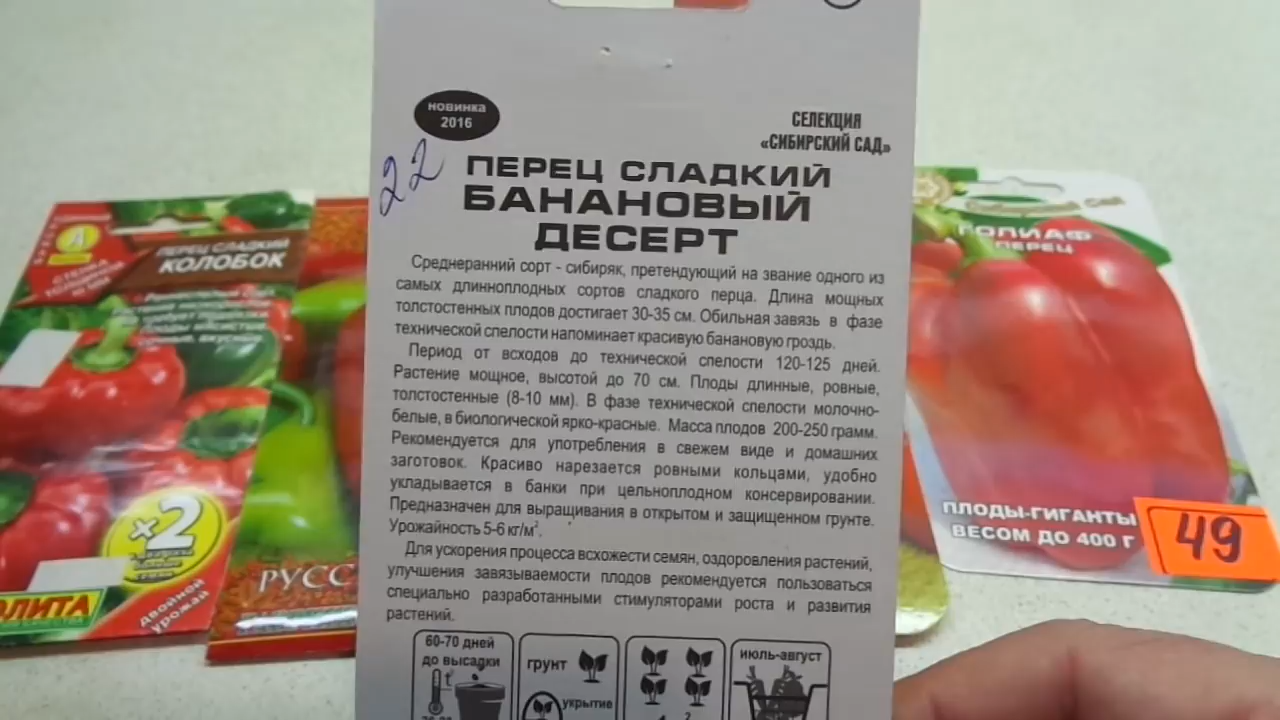 новинка
2016
22
СЕЛЕКЦИЯ
«СИБИРСКИЙ САД»
ПЕРЕЦ СЛАДКИЙ
БАНАНОВЫЙ
ДЕСЕРТ
Среднеранний сорт - сибиряк, претендующий на звание одного из
самых длинноплодных сортов сладкого перца. Длина мощных
толстостенных плодов достигает 30-35 см. Обильная завязь в фазе
технической спелости напоминает красивую банановую гроздь.
Период от всходов до технической спелости 120-125 дней.
Растение мощное, высотой до 70 см. Плоды длинные, ровные,
толстостенные (8-10 мм). В фазе технической спелости молочно-
белые, в биологической ярко-красные. Масса плодов 200-250 грамм.
Рекомендуется для употребления в свежем виде и домашних
заготовок. Красиво нарезается ровными кольцами, удобно
укладывается в банки при цельноплодном консервировании.
Предназначен для выращивания в открытом и защищенном грунте.
Урожайность 5-6 кг/м².
Для ускорения процесса всхожести семян, оздоровления растений,
улучшения завязываемости плодов рекомендуется пользоваться
специально разработанными стимуляторами роста и развития
растений.
60-70 дней
до высадки
t°
грунт
укрытие
июль-август
ПЕРЕЦ СЛАДКИЙ
КОЛОБОК
СТЕНКА
ТОЛЩИНОЙ
х2
двойной
урожай
РУСС
Сибирский Сад
ГОЛИАФ
ПЕРЕЦ
ПЛОДЫ-ГИГАНТЫ
ВЕСОМ ДО 400 Г
49